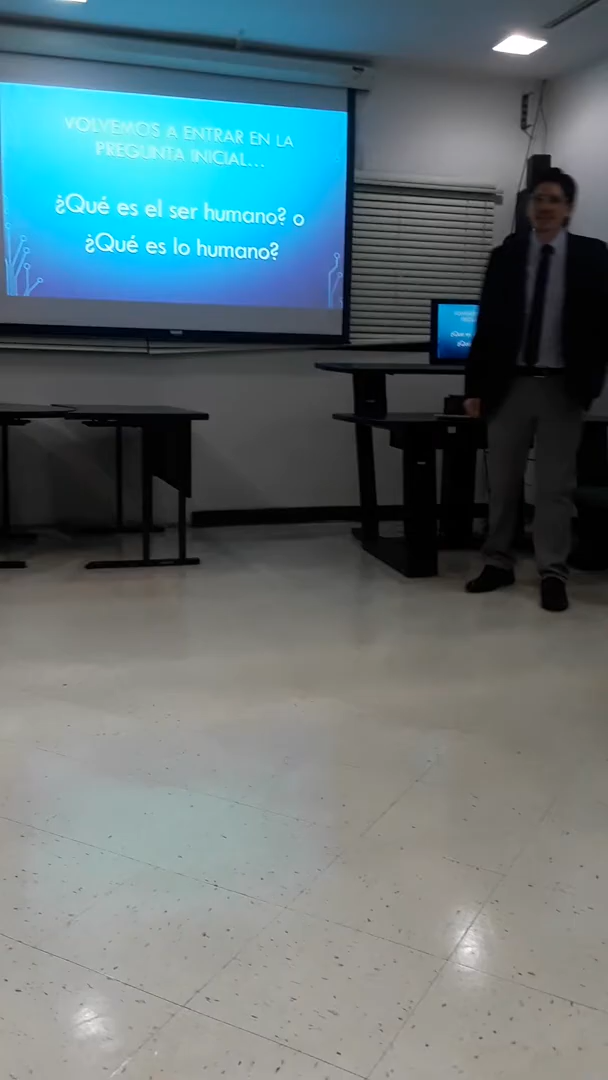 VOLVEMOS A ENTRAR EN LA
PREGUNTA INICIAL...
¿Qué es el ser humano? o
¿Qué es lo humano?